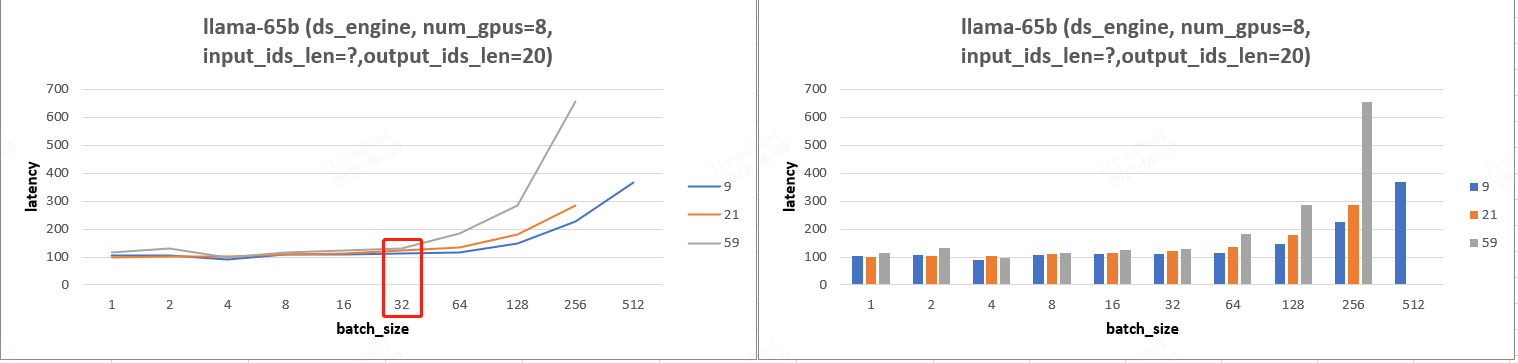 llama-65b (ds_engine, num_gpus=8,
input_ids_len=?,output_ids_len=20)
700
600
500
400
300
200
100
0
latency
1 2 4 8 16 32 64 128 256 512
batch_size
9
21
59
llama-65b (ds_engine, num_gpus=8,
input_ids_len=?,output_ids_len=20)
700
600
500
400
300
200
100
0
latency
1 2 4 8 16 32 64 128 256 512
batch_size
9
21
59